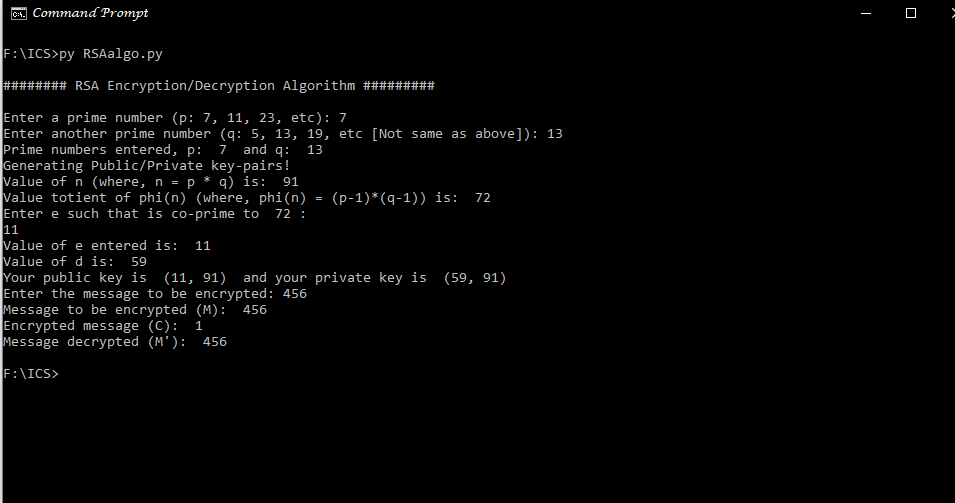 Command Prompt
F:\ICS>py RSAalgo.py
######## RSA Encryption/Decryption Algorithm #########
Enter a prime number (p: 7, 11, 23, etc): 7
Enter another prime number (q: 5, 13, 19, etc [Not same as above]): 13
Prime numbers entered, p:  7  and q:  13
Generating Public/Private key-pairs!
Value of n (where, n = p * q) is:  91
Value totient of phi(n) (where, phi(n) = (p-1)*(q-1)) is:  72
Enter e such that is co-prime to  72 :
11
Value of e entered is:  11
Value of d is:  59
Your public key is  (11, 91)  and your private key is  (59, 91)
Enter the message to be encrypted: 456
Message to be encrypted (M):  456
Encrypted message (C):  1
Message decrypted (M'):  456
F:\ICS>